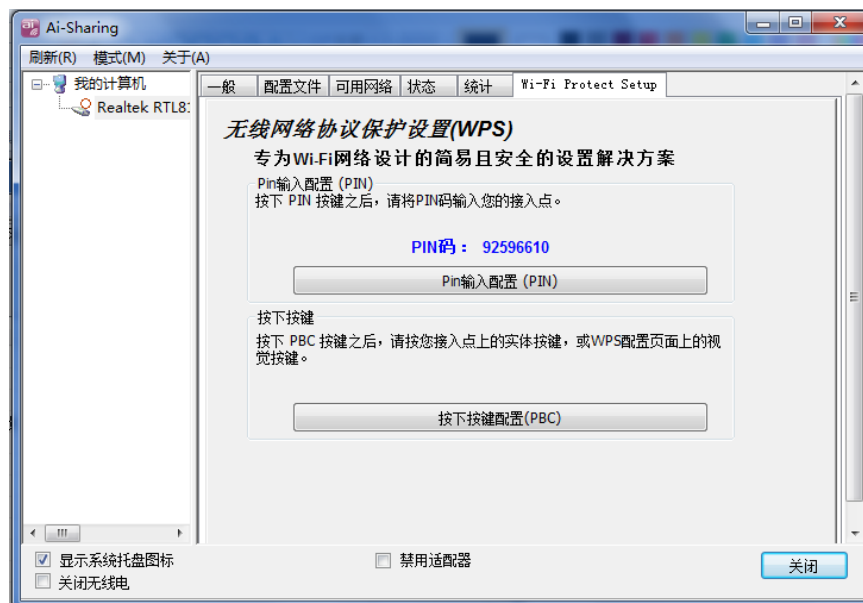 Ai-Sharing
刷新(R) 模式(M) 关于(A)
我的计算机
Realtek RTL81
一般 配置文件 可用网络 状态 统计 Wi-Fi Protect Setup
无线网络协议保护设置(WPS)
专为Wi-Fi网络设计的简易且安全的设置解决方案
Pin输入配置 (PIN)
按下 PIN 按键之后，请将PIN码输入您的接入点。
PIN码： 92596610
Pin输入配置 (PIN)
按下按键
按下 PBC 按键之后，请按您接入点上的实体按键，或WPS配置页面上的视
觉按键。
按下按键配置(PBC)
显示系统托盘图标 禁用适配器
关闭无线电
关闭